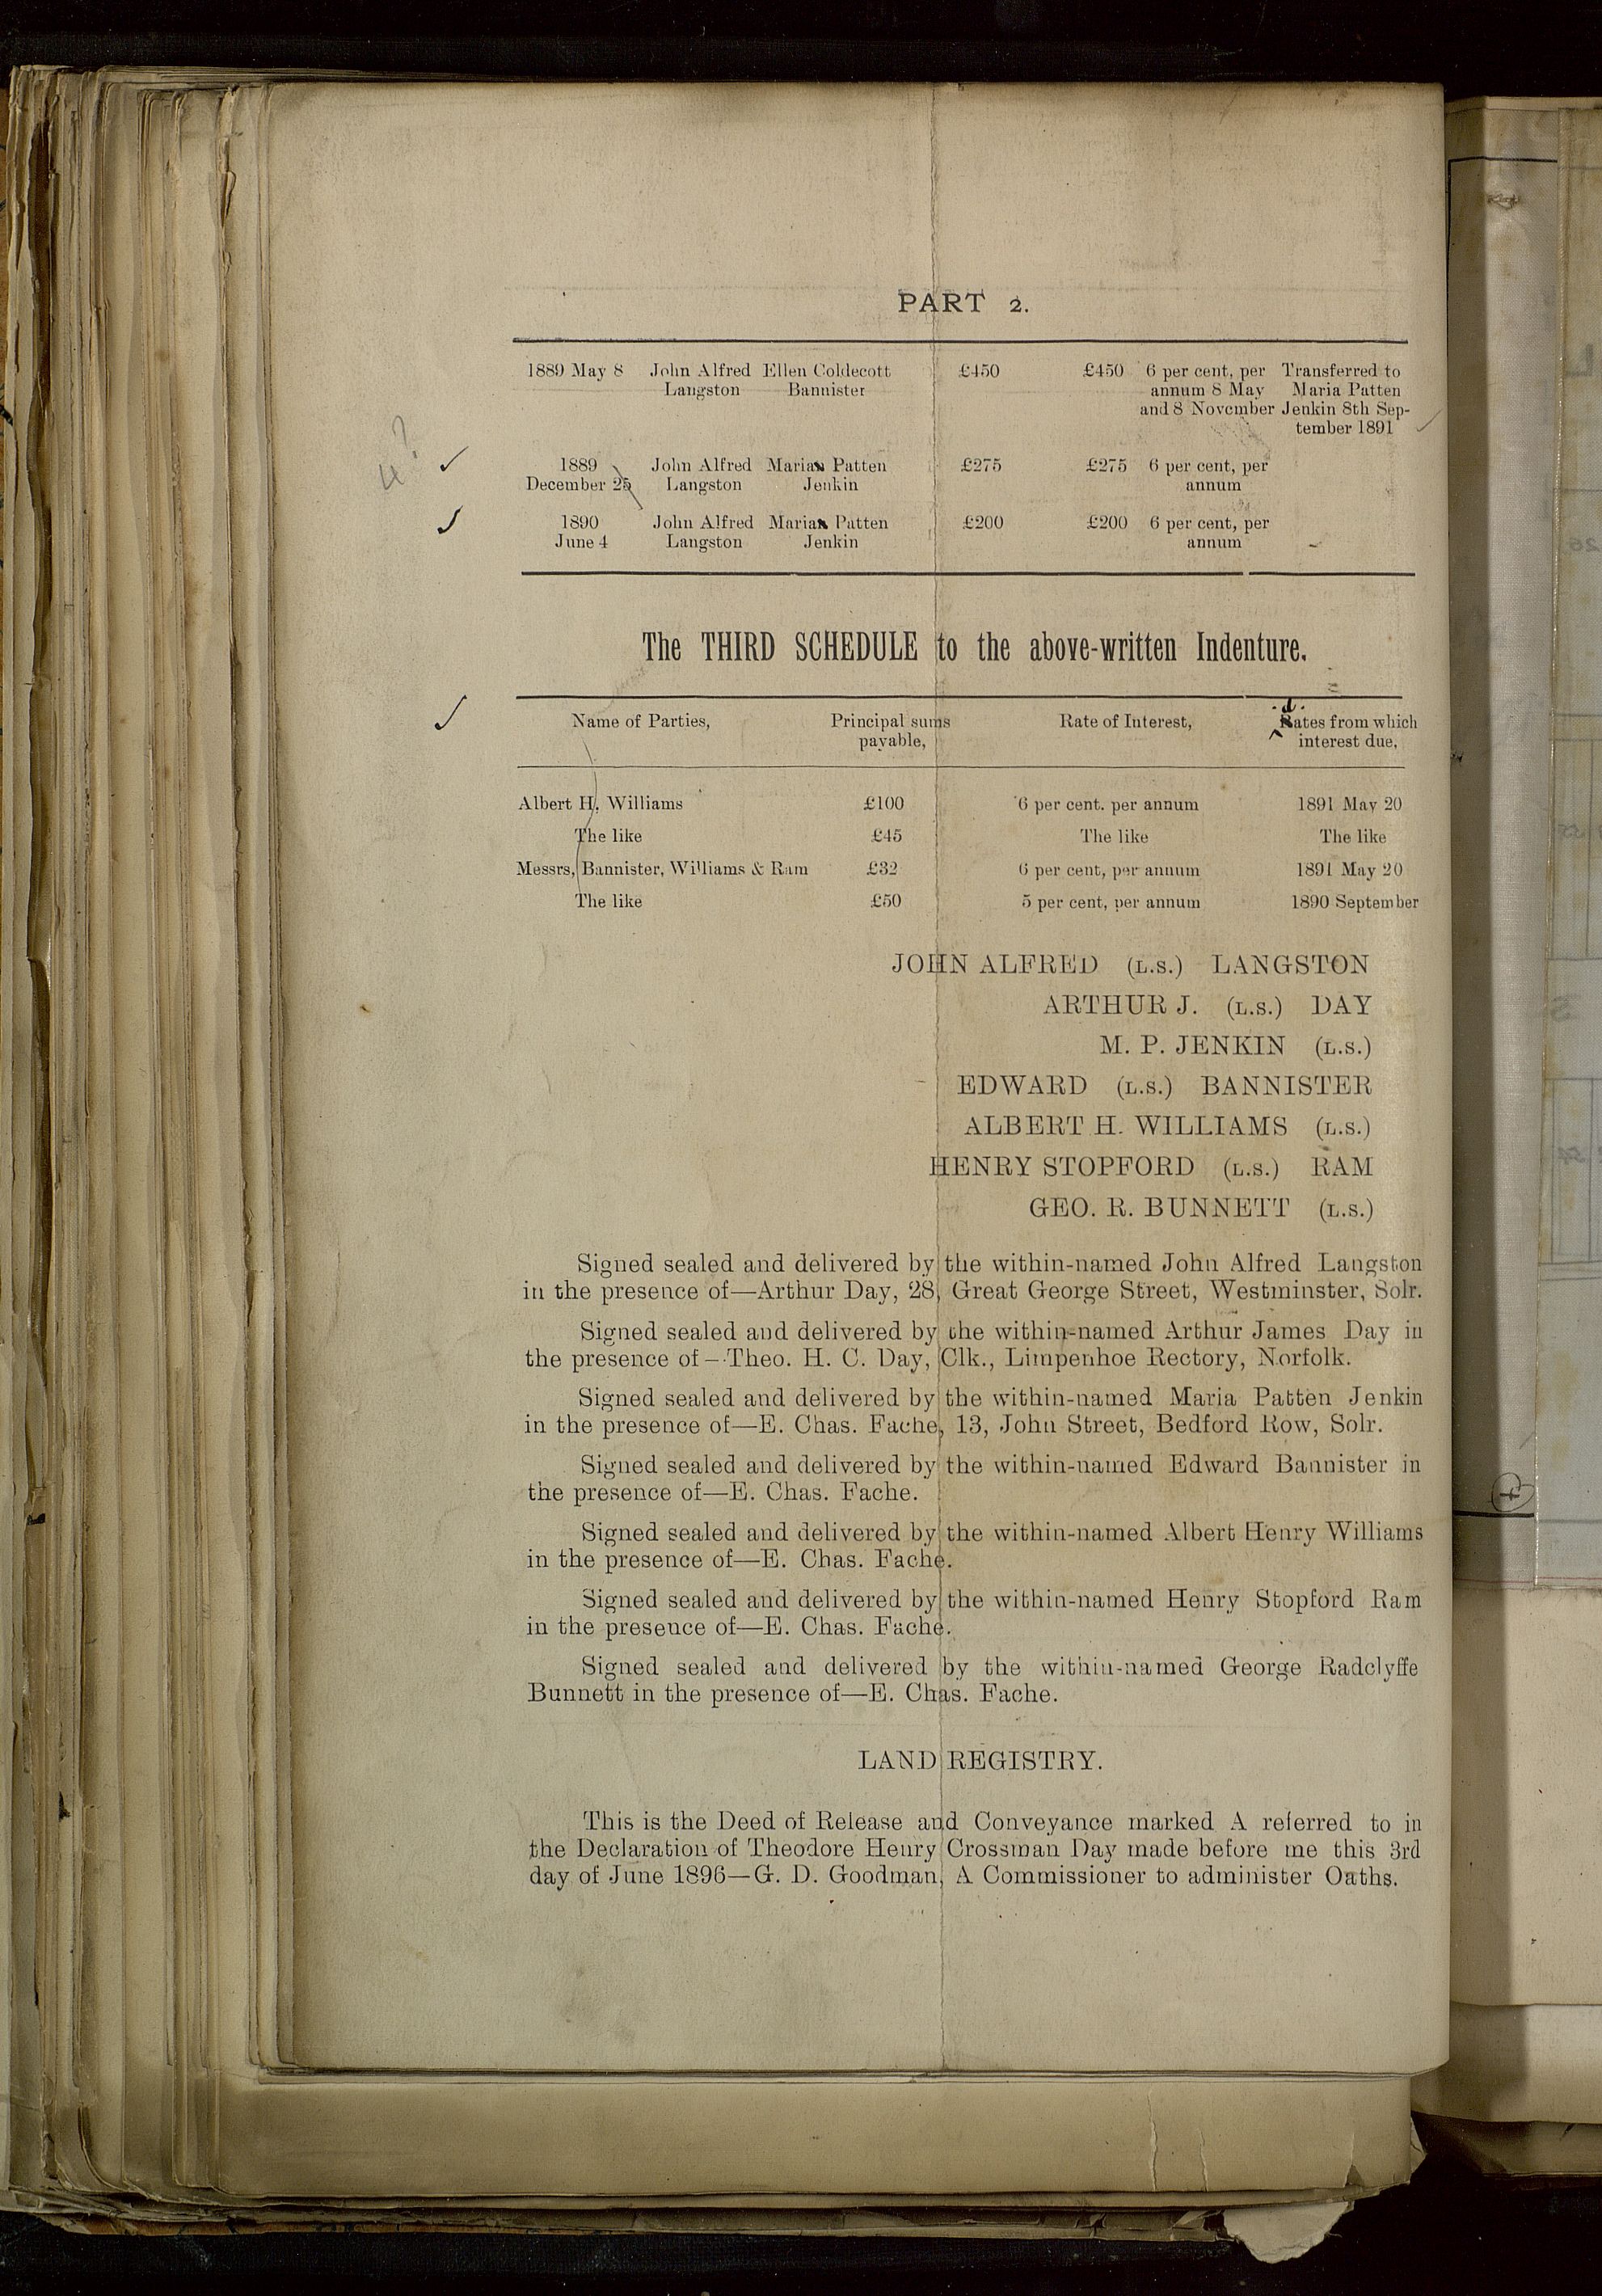 PART 2.
1889 May 8 John Alfred Ellen Coldecott £450 £450 6 per cent, per Transferred to
Langston Bannister annum 8 May Maria Patten
and 8 November Jenkin 8th Sep-
tember 1891
4?
1889 John Alfred Marian Patten £275 £275 6 per cent, per
December 25 Langston Jenkin annum
1890 John Alfred Marian Patten £200 £200 6 per cent, per
June 4 Langston Jenkin annum
The THIRD SCHEDULE to the above-written Indenture.
d.
Name of Parties, Principal sums Rate of Interest, Rates from which
payable, interest due,
Albert H, Williams £100 6 per cent. per annum 1891 May 20
The like £45 The like The like
Messrs, Bannister, Williams & Ram £32 6 per cent, per annum 1891 May 20
The like £50 5 per cent, per annum 1890 September
JOHN ALFRED (L.S.) LANGSTON
ARTHUR J. (L.S.) DAY
M. P. JENKIN (L.S.)
EDWARD (L.S.) BANNISTER
ALBERT H. WILLIAMS (L.S.)
HENRY STOPFORD (L.S.) RAM
GEO. R. BUNNETT (L.S.)
Signed sealed and delivered by the within-named John Alfred Langston
in the presence of—Arthur Day, 28, Great George Street, Westminster, Solr.
Signed sealed and delivered by the within-named Arthur James Day in
the presence of—Theo. H. C. Day, Clk., Limpenhoe Rectory, Norfolk.
Signed sealed and delivered by the within-named Maria Patten Jenkin
in the presence of—E. Chas. Fache, 13, John Street, Bedford Row, Solr.
Signed sealed and delivered by the within-named Edward Bannister in
the presence of—E. Chas. Fache.
Signed sealed and delivered by the within-named Albert Henry Williams
in the presence of—E. Chas. Fache.
Signed sealed and delivered by the within-named Henry Stopford Ram
in the presence of—E. Chas. Fache.
Signed sealed and delivered by the within-named George Radclyffe
Bunnett in the presence of—E. Chas. Fache.
LAND REGISTRY.
This is the Deed of Release and Conveyance marked A referred to in
the Declaration of Theodore Henry Crossman Day made before me this 3rd
day of June 1896—G. D. Goodman, A Commissioner to administer Oaths.